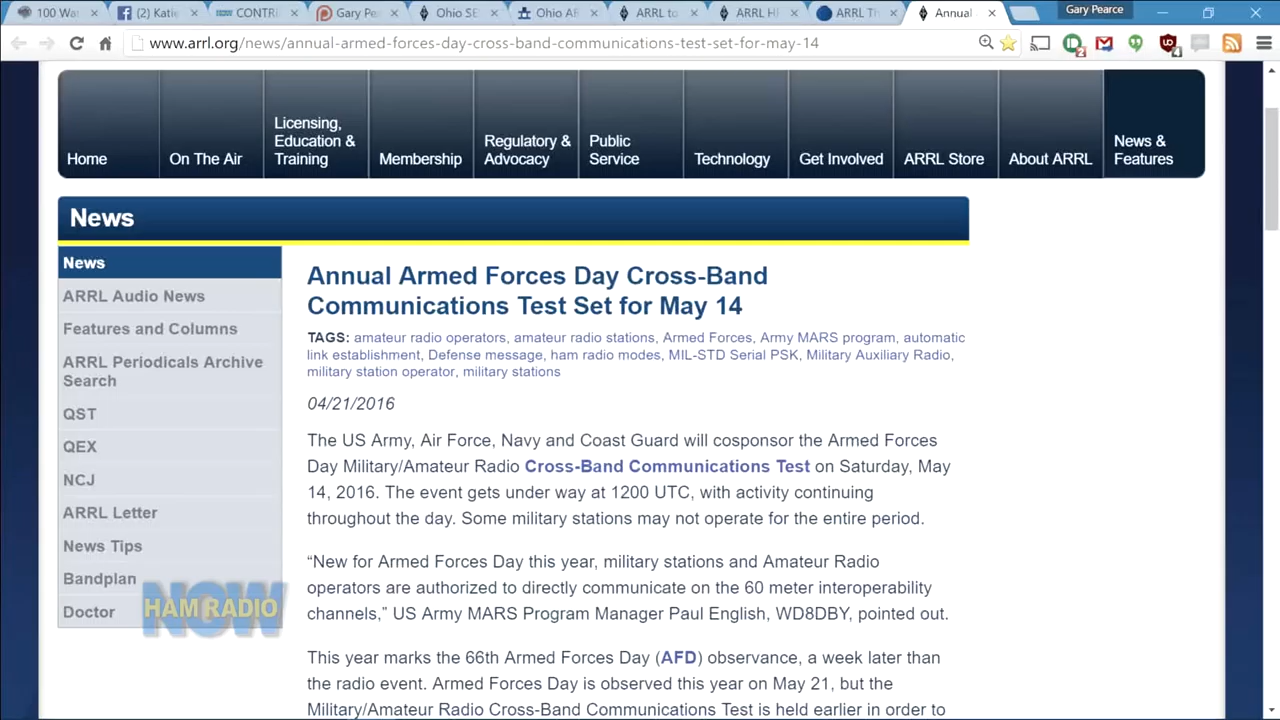 100 Wa
(2) Katie
CONTRi
Gary Pe
Ohio SE
Ohio AR
ARRL to
ARRL HF
ARRL Th
Annual
Gary Pearce
www.arrl.org/news/annual-armed-forces-day-cross-band-communications-test-set-for-may-14
2
4
Home
On The Air
Licensing,
Education &
Training
Membership
Regulatory &
Advocacy
Public
Service
Technology
Get Involved
ARRL Store
About ARRL
News &
Features
News
News
ARRL Audio News
Features and Columns
ARRL Periodicals Archive
Search
QST
QEX
NCJ
ARRL Letter
News Tips
Bandplan
Doctor
HAM RADIO
NOW
Annual Armed Forces Day Cross-Band
Communications Test Set for May 14
TAGS: amateur radio operators, amateur radio stations, Armed Forces, Army MARS program, automatic
link establishment, Defense message, ham radio modes, MIL-STD Serial PSK, Military Auxiliary Radio,
military station operator, military stations
04/21/2016
The US Army, Air Force, Navy and Coast Guard will cosponsor the Armed Forces
Day Military/Amateur Radio Cross-Band Communications Test on Saturday, May
14, 2016. The event gets under way at 1200 UTC, with activity continuing
throughout the day. Some military stations may not operate for the entire period.
“New for Armed Forces Day this year, military stations and Amateur Radio
operators are authorized to directly communicate on the 60 meter interoperability
channels,” US Army MARS Program Manager Paul English, WD8DBY, pointed out.
This year marks the 66th Armed Forces Day (AFD) observance, a week later than
the radio event. Armed Forces Day is observed this year on May 21, but the
Military/Amateur Radio Cross-Band Communications Test is held earlier in order to